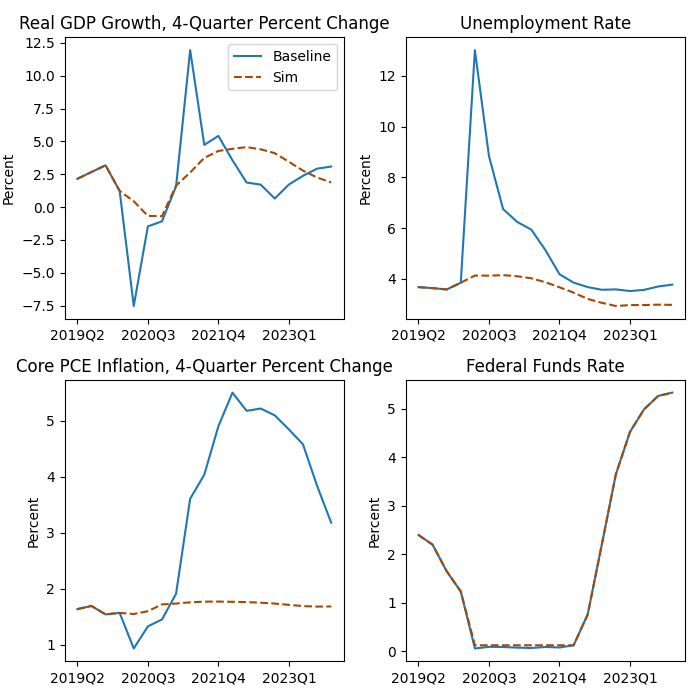 Real GDP Growth, 4-Quarter Percent Change
Percent
12.5
10.0
7.5
5.0
2.5
0.0
−2.5
−5.0
−7.5
Baseline
Sim
2019Q2 2020Q3 2021Q4 2023Q1
Unemployment Rate
Percent
12
10
8
6
4
2019Q2 2020Q3 2021Q4 2023Q1
Core PCE Inflation, 4-Quarter Percent Change
Percent
5
4
3
2
1
2019Q2 2020Q3 2021Q4 2023Q1
Federal Funds Rate
Percent
5
4
3
2
1
0
2019Q2 2020Q3 2021Q4 2023Q1